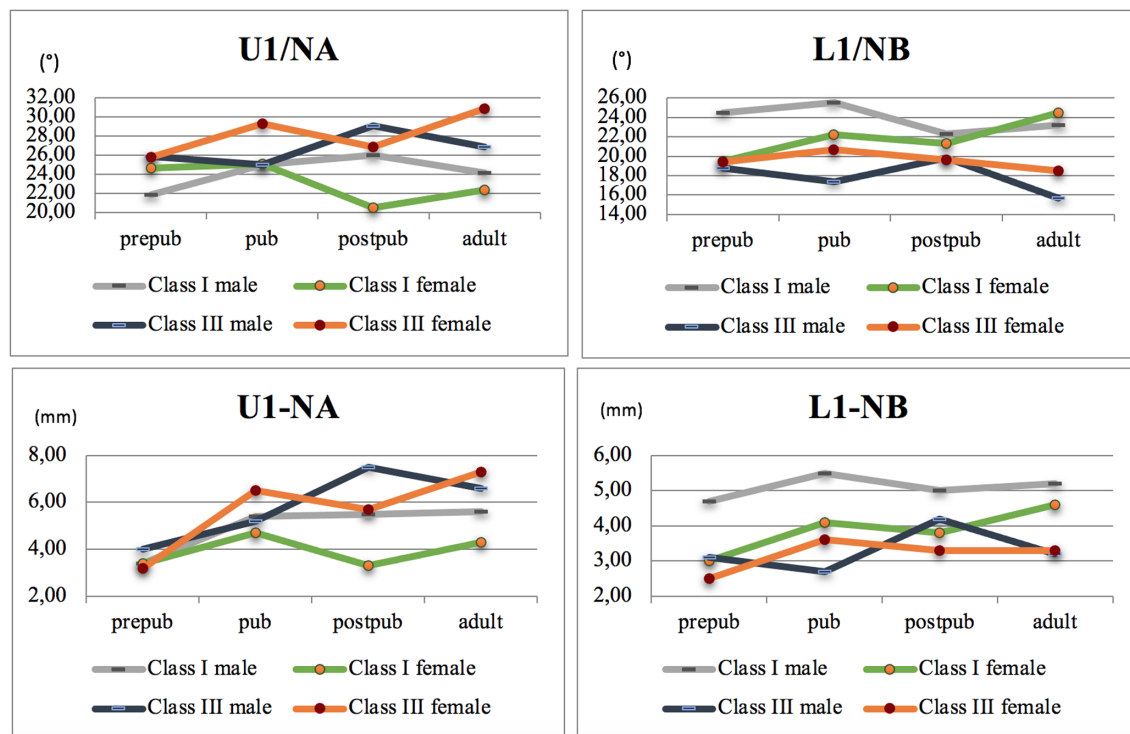 U1/NA
(°)
32,00
30,00
28,00
26,00
24,00
22,00
20,00
prepub pub postpub adult
Class I male Class I female
Class III male Class III female
L1/NB
(°)
26,00
24,00
22,00
20,00
18,00
16,00
14,00
prepub pub postpub adult
Class I male Class I female
Class III male Class III female
U1-NA
(mm)
8,00
6,00
4,00
2,00
prepub pub postpub adult
Class I male Class I female
Class III male Class III female
L1-NB
(mm)
6,00
5,00
4,00
3,00
2,00
prepub pub postpub adult
Class I male Class I female
Class III male Class III female